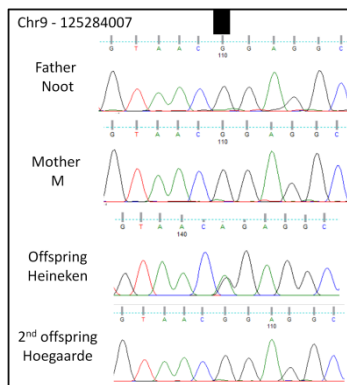 Chr9 - 125284007
G T A A C G G A G G C
110
Father
Noot
G T A A C G G A G G C
110
Mother
M
G T A A C A G A G G C
140
Offspring
Heineken
G T A A C G G A G G C
110
2nd offspring
Hoegaarde